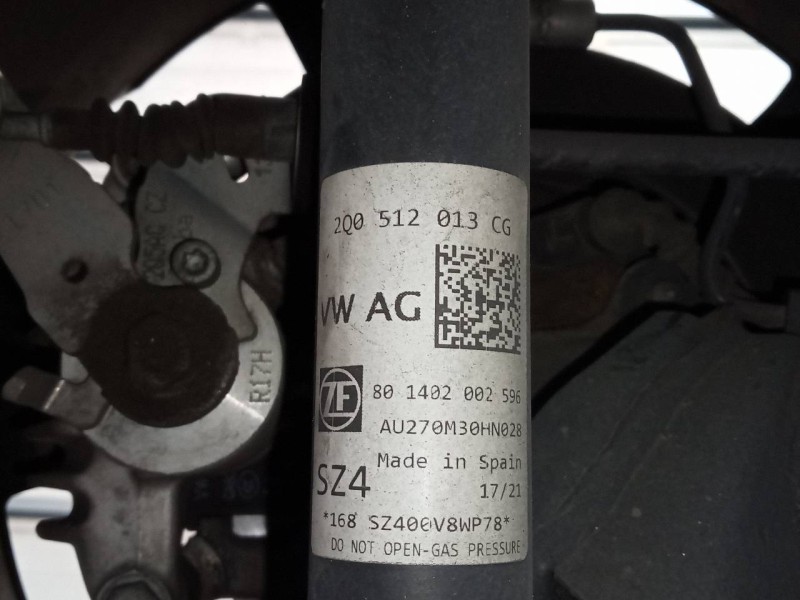 2Q0 512 013 CG
VW AG
ZF
80 1402 002 596
AU270M30HN028
Made in Spain
SZ4
17/21
*168 SZ400V8WP78*
DO NOT OPEN-GAS PRESSURE
R17H
CZ